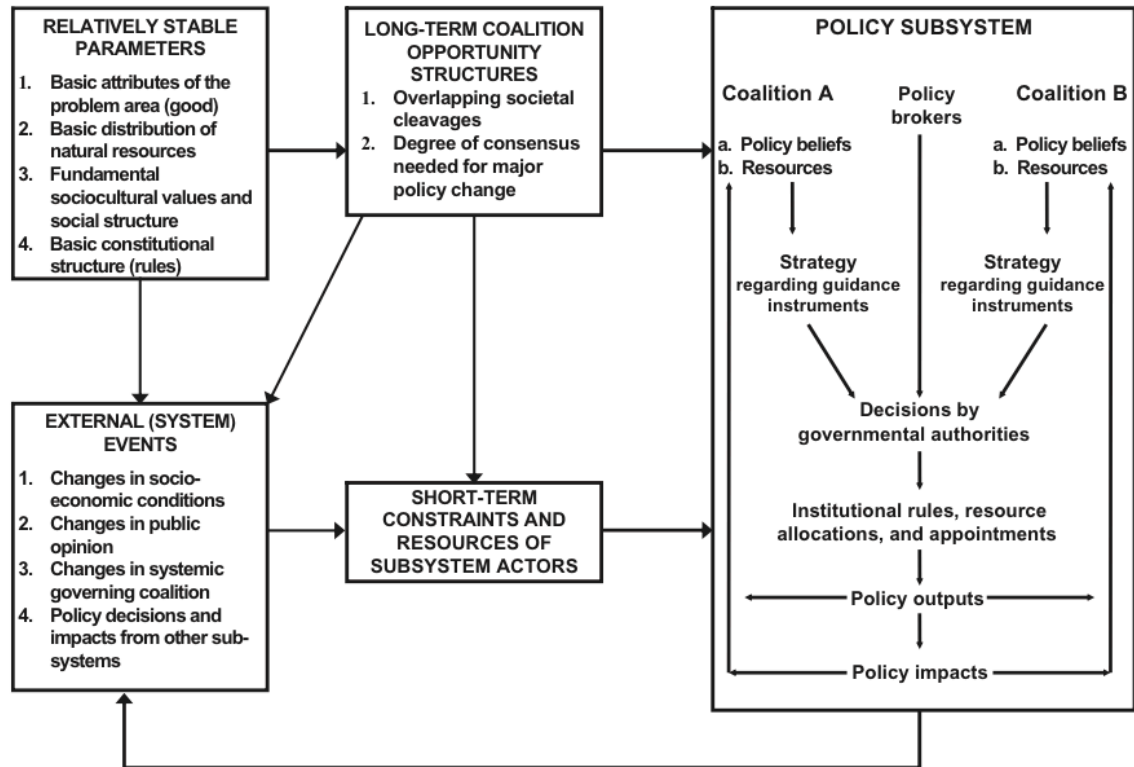 RELATIVELY STABLE
PARAMETERS
1. Basic attributes of the
problem area (good)
2. Basic distribution of
natural resources
3. Fundamental
sociocultural values and
social structure
4. Basic constitutional
structure (rules)
LONG-TERM COALITION
OPPORTUNITY
STRUCTURES
1. Overlapping societal
cleavages
2. Degree of consensus
needed for major
policy change
EXTERNAL (SYSTEM)
EVENTS
1. Changes in socio-
economic conditions
2. Changes in public
opinion
3. Changes in systemic
governing coalition
4. Policy decisions and
impacts from other sub-
systems
SHORT-TERM
CONSTRAINTS AND
RESOURCES OF
SUBSYSTEM ACTORS
POLICY SUBSYSTEM
Coalition A
a. Policy beliefs
b. Resources
Strategy
regarding guidance
instruments
Policy
brokers
Coalition B
a. Policy beliefs
b. Resources
Strategy
regarding guidance
instruments
Decisions by
governmental authorities
Institutional rules, resource
allocations, and appointments
Policy outputs
Policy impacts